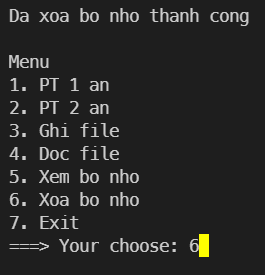 Da xoa bo nho thanh cong
Menu
1. PT 1 an
2. PT 2 an
3. Ghi file
4. Doc file
5. Xem bo nho
6. Xoa bo nho
7. Exit
===> Your choose: 6